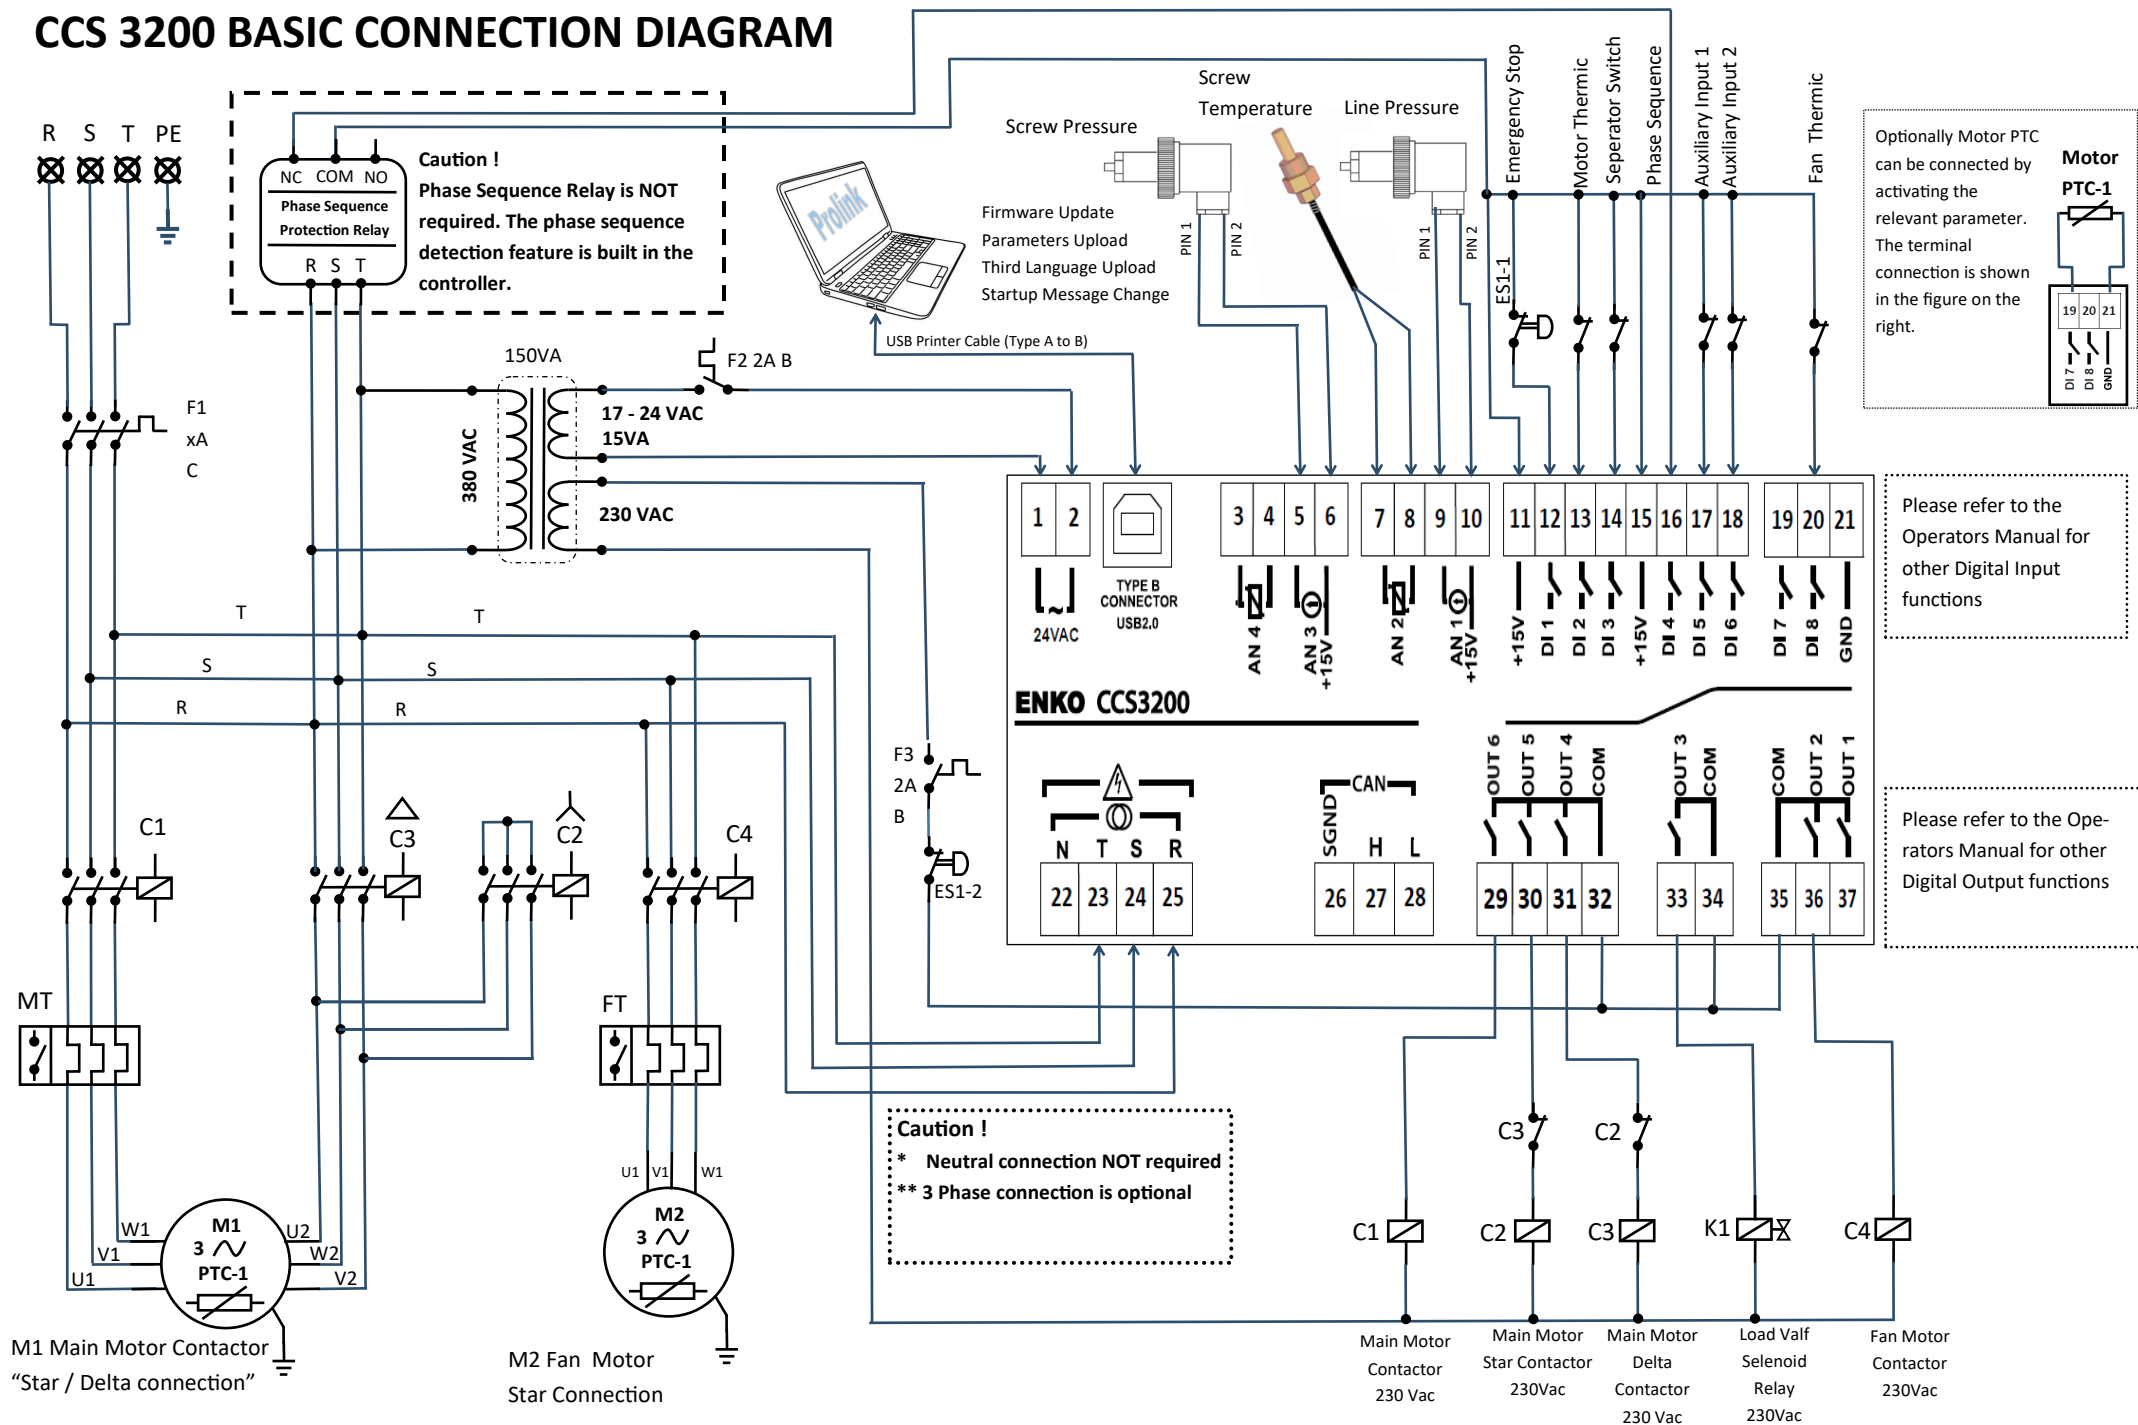 CCS 3200 BASIC CONNECTION DIAGRAM
R S T PE
NC COM NO
Phase Sequence
Protection Relay
R S T
Caution !
Phase Sequence Relay is NOT
required. The phase sequence
detection feature is built in the
controller.
Prolink
Firmware Update
Parameters Upload
Third Language Upload
Startup Message Change
USB Printer Cable (Type A to B)
Screw Pressure
PIN 1
PIN 2
Screw
Temperature
Line Pressure
PIN 1
PIN 2
Emergency Stop
Motor Thermic
Seperator Switch
Phase Sequence
Auxiliary Input 1
Auxiliary Input 2
Fan Thermic
ES1-1
Optionally Motor PTC
can be connected by
activating the
relevant parameter.
The terminal
connection is shown
in the figure on the
right.
Motor
PTC-1
19 20 21
DI 7
DI 8
GND
F1
xA
C
150VA
380 VAC
17 - 24 VAC
15VA
230 VAC
F2 2A B
1 2
TYPE B
CONNECTOR
USB2.0
24VAC
3 4 5 6
AN 4
AN 3
+15V
7 8 9 10
AN 2
AN 1
+15V
11 12 13 14 15 16 17 18
+15V
DI 1
DI 2
DI 3
+15V
DI 4
DI 5
DI 6
19 20 21
DI 7
DI 8
GND
Please refer to the
Operators Manual for
other Digital Input
functions
ENKO CCS3200
T T
S S
R R
F3
2A
B
ES1-2
N T S R
22 23 24 25
CAN
SGND
H L
26 27 28
OUT 6
OUT 5
OUT 4
COM
29 30 31 32
OUT 3
COM
33 34
COM
OUT 2
OUT 1
35 36 37
Please refer to the Ope-
rators Manual for other
Digital Output functions
C1
C3
C2
C4
MT
FT
Caution !
* Neutral connection NOT required
** 3 Phase connection is optional
W1
V1
U1
M1
3
PTC-1
U2
W2
V2
U1 V1 W1
M2
3
PTC-1
M1 Main Motor Contactor
“Star / Delta connection”
M2 Fan Motor
Star Connection
C3
C2
C1
C2
C3
K1
C4
Main Motor
Contactor
230 Vac
Main Motor
Star Contactor
230Vac
Main Motor
Delta
Contactor
230 Vac
Load Valf
Selenoid
Relay
230Vac
Fan Motor
Contactor
230Vac